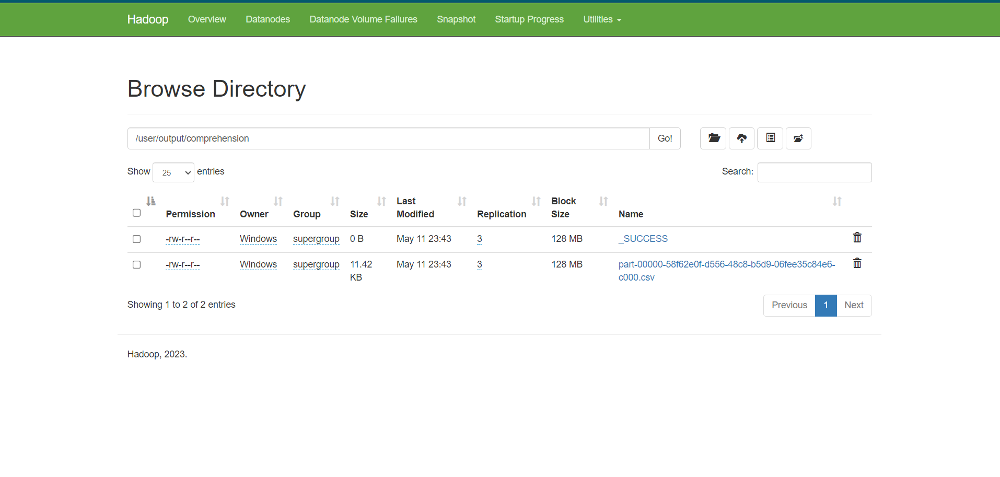 Hadoop Overview Datanodes Datanode Volume Failures Snapshot Startup Progress Utilities
Browse Directory
/user/output/comprehension Go!
Show 25 entries Search:
Permission Owner Group Size Last Modified Replication Block Size Name
-rw-r--r-- Windows supergroup 0 B May 11 23:43 3 128 MB _SUCCESS
-rw-r--r-- Windows supergroup 11.42 KB May 11 23:43 3 128 MB part-00000-58f62e0f-d556-48c8-b5d9-06fee35c84e6-c000.csv
Showing 1 to 2 of 2 entries Previous 1 Next
Hadoop, 2023.